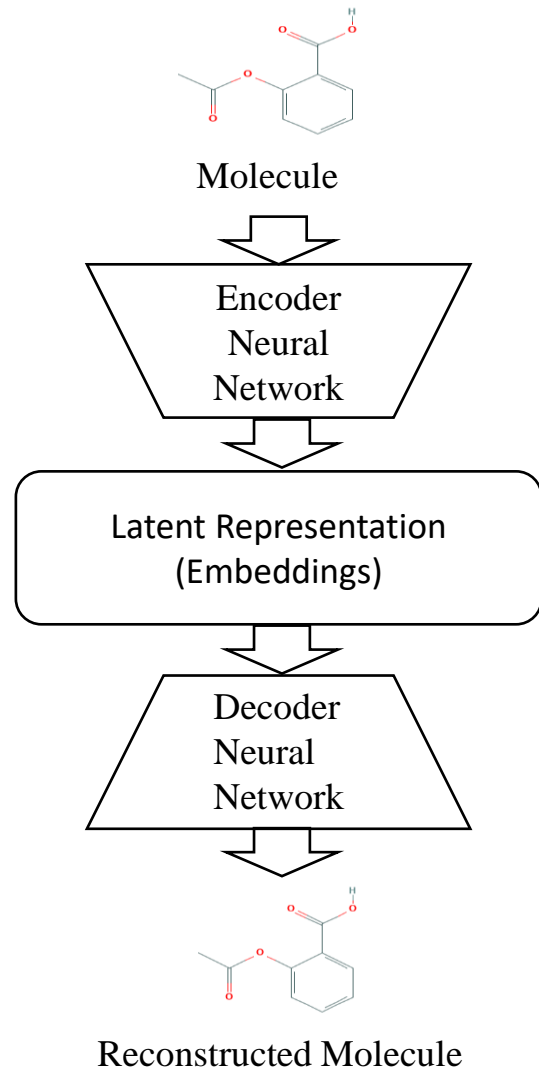 H
O O
O
O
Molecule
Encoder
Neural
Network
Latent Representation
(Embeddings)
Decoder
Neural
Network
H
O O
O
O
Reconstructed Molecule